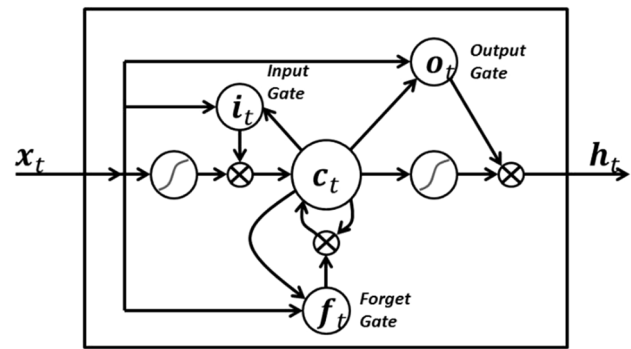 Output
Gate
o_t
Input
Gate
i_t
x_t
c_t
h_t
f_t
Forget
Gate